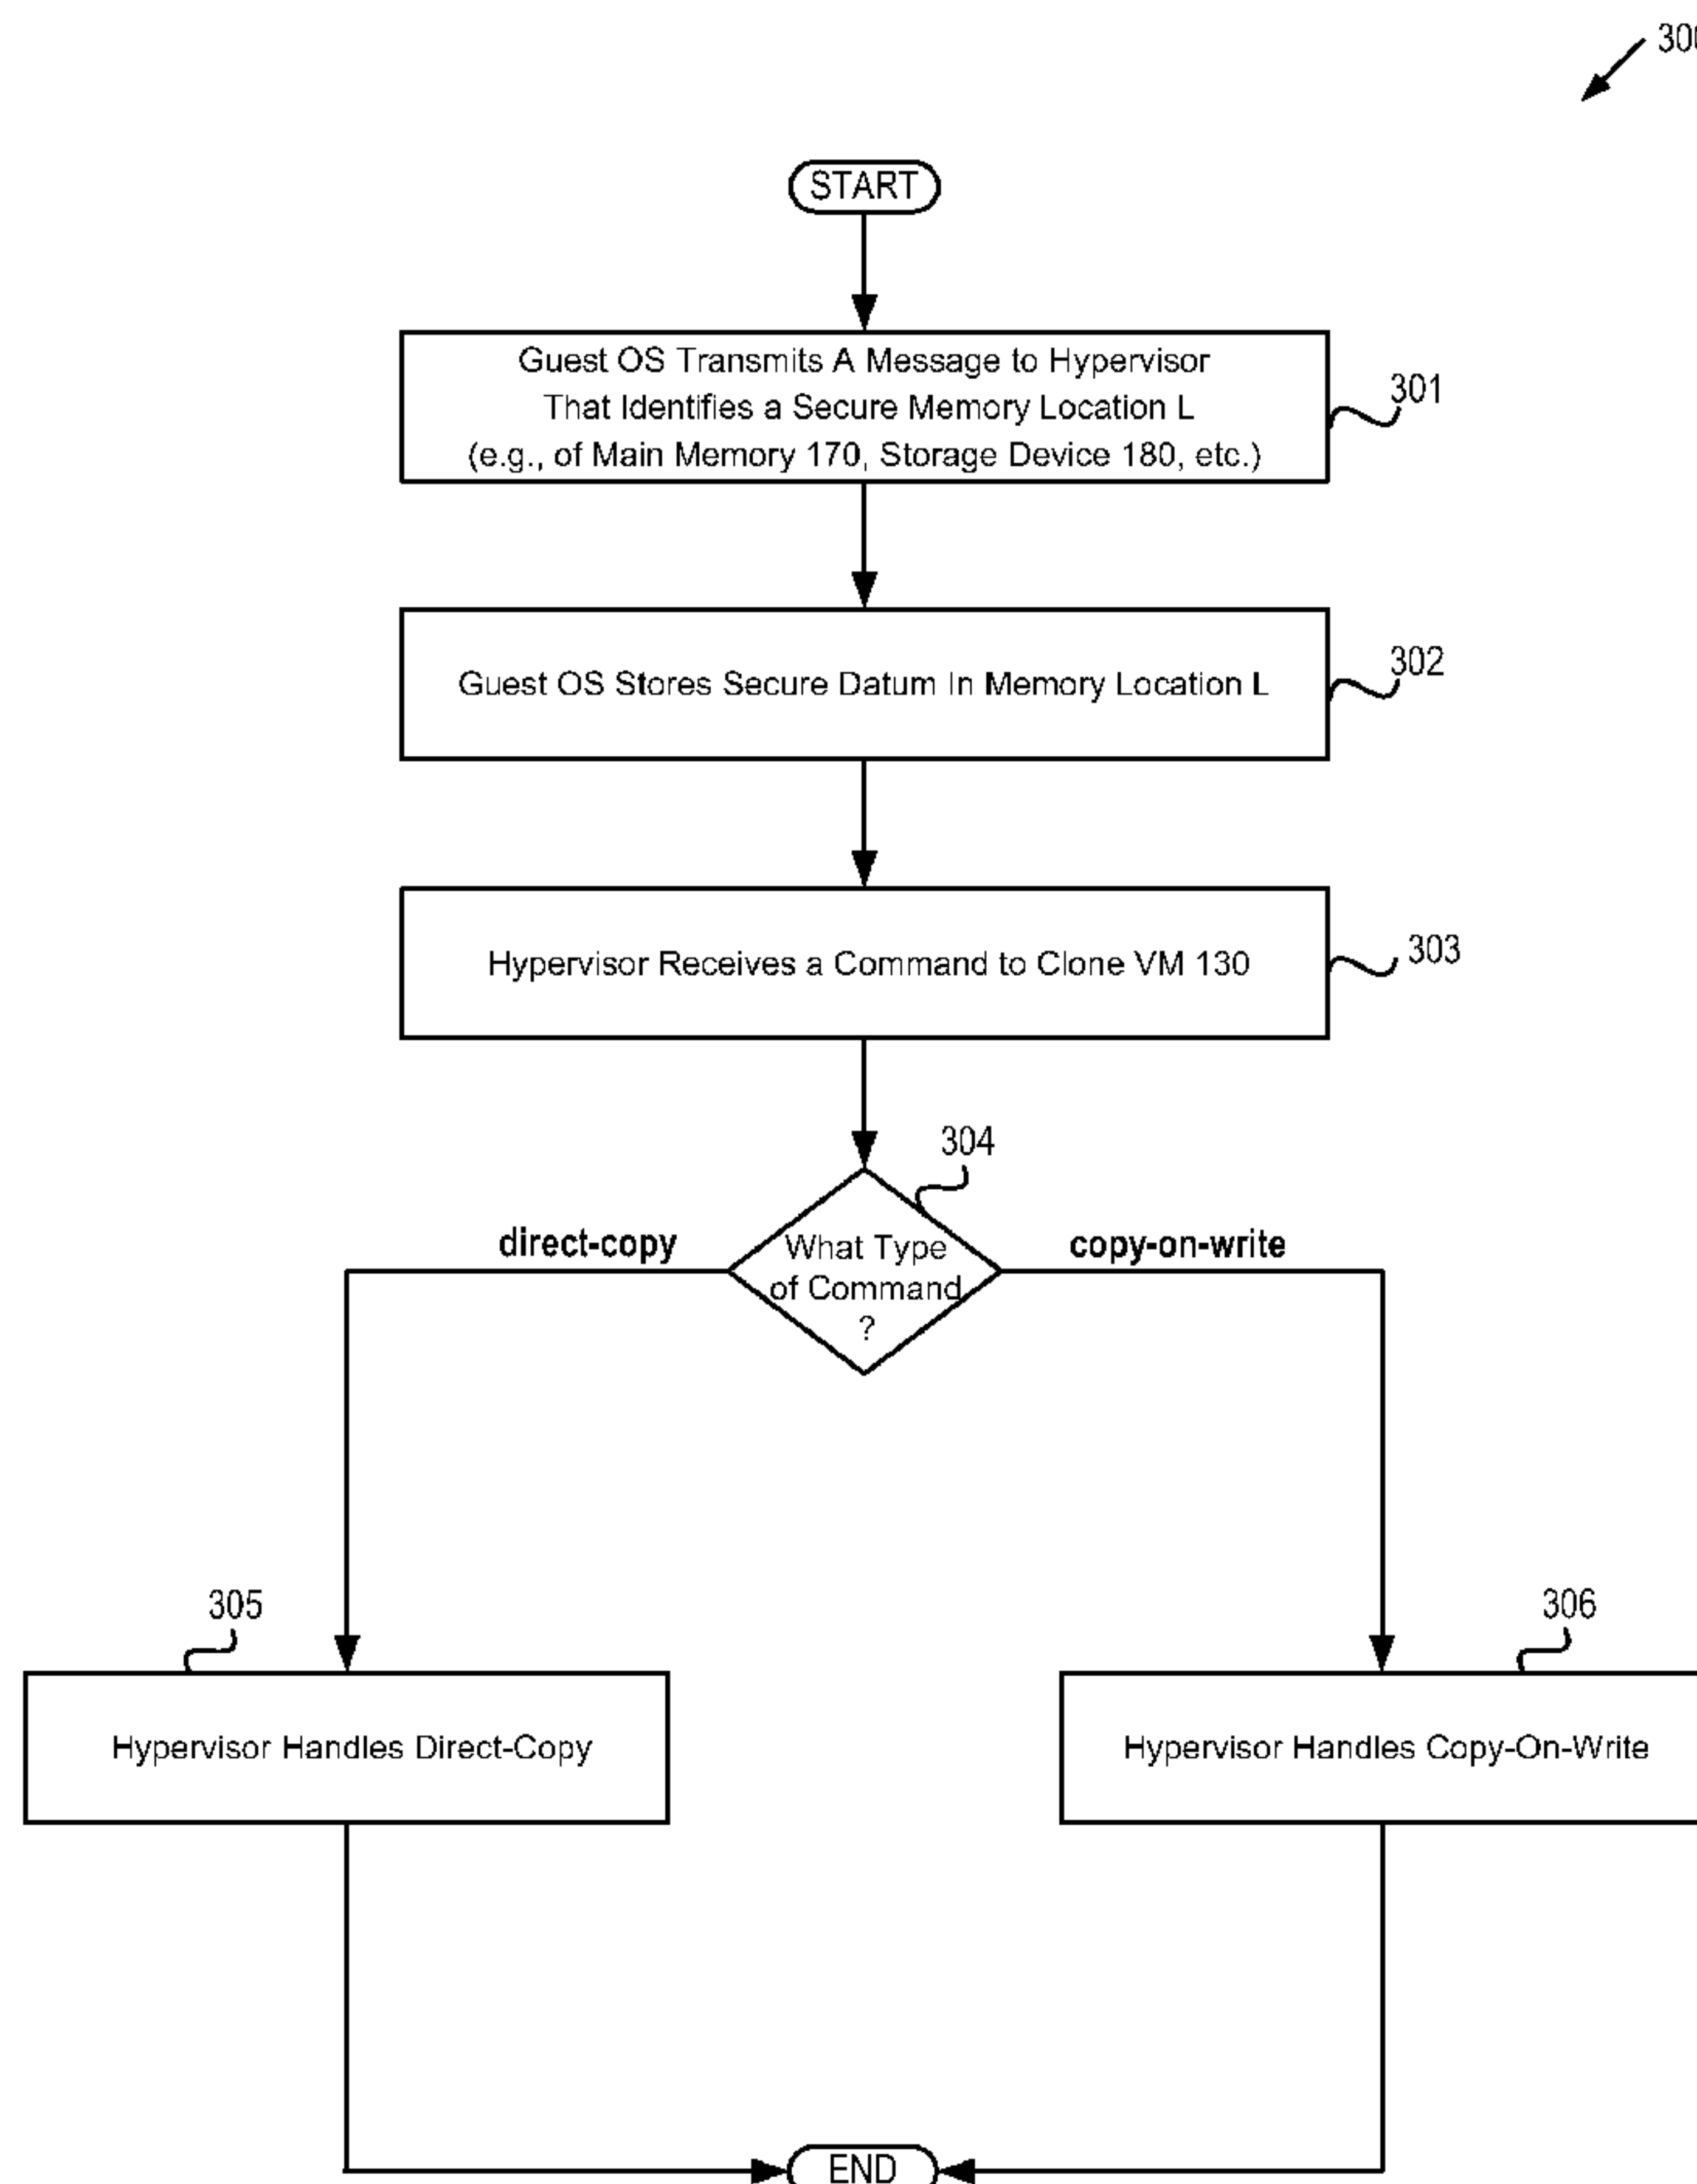 300
START
Guest OS Transmits A Message to Hypervisor
That Identifies a Secure Memory Location L
(e.g., of Main Memory 170, Storage Device 180, etc.)
301
Guest OS Stores Secure Datum In Memory Location L
302
Hypervisor Receives a Command to Clone VM 130
303
304
direct-copy
What Type
of Command
?
copy-on-write
305
Hypervisor Handles Direct-Copy
306
Hypervisor Handles Copy-On-Write
END